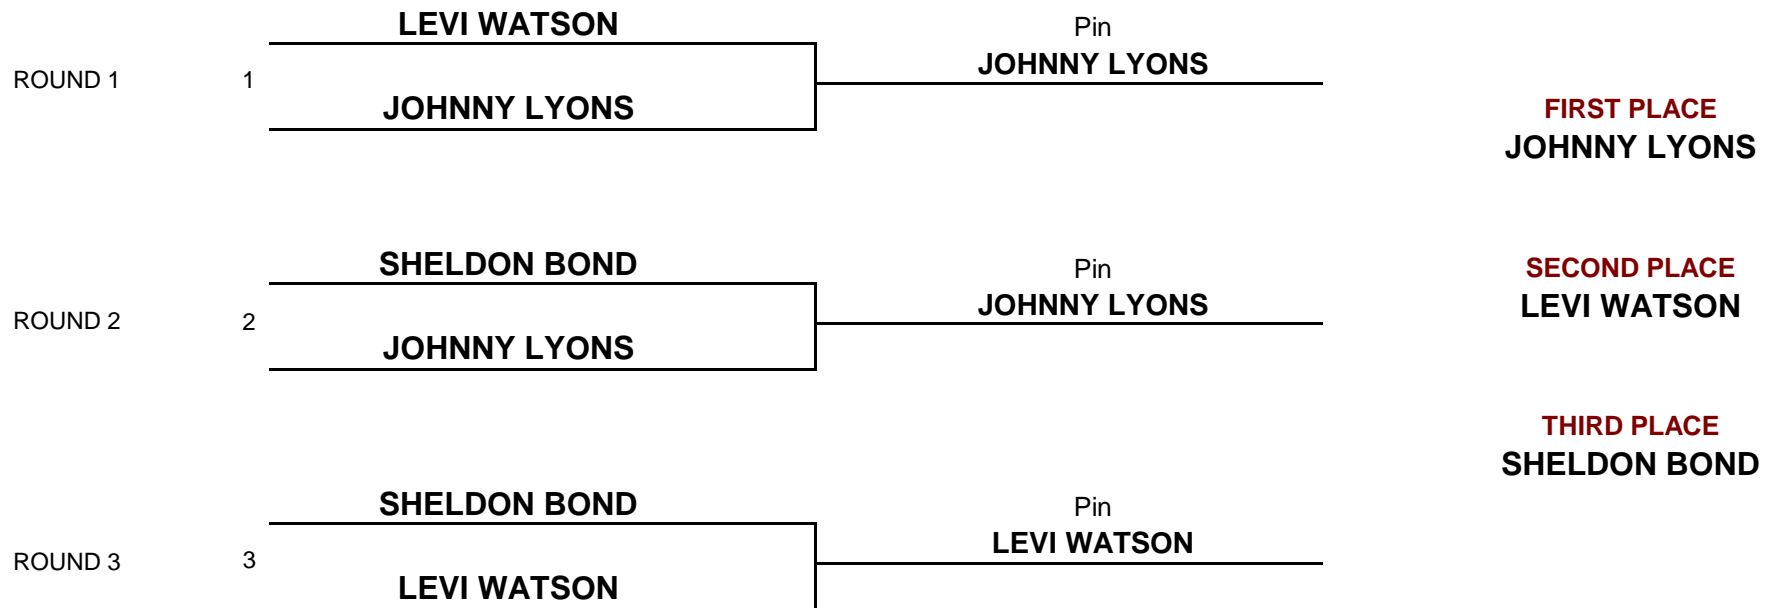 LEVI WATSON
Pin
ROUND 1
1
JOHNNY LYONS
JOHNNY LYONS
FIRST PLACE
JOHNNY LYONS
SHELDON BOND
Pin
SECOND PLACE
ROUND 2
2
JOHNNY LYONS
LEVI WATSON
JOHNNY LYONS
THIRD PLACE
SHELDON BOND
SHELDON BOND
Pin
ROUND 3
3
LEVI WATSON
LEVI WATSON